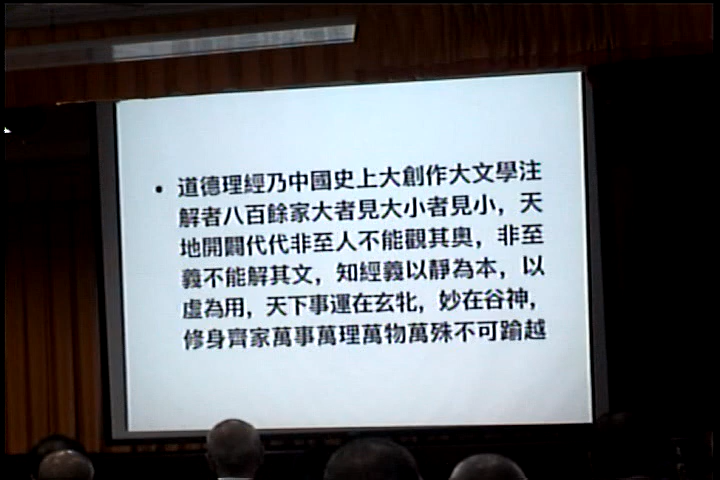 • 道德理經乃中國史上大創作大文學注
解者八百餘家大者見大小者見小，天
地開闢代代非至人不能觀其奧，非至
義不能解其文，知經義以靜為本，以
虛為用，天下事運在玄牝，妙在谷神，
修身齊家萬事萬理萬物萬殊不可踰越